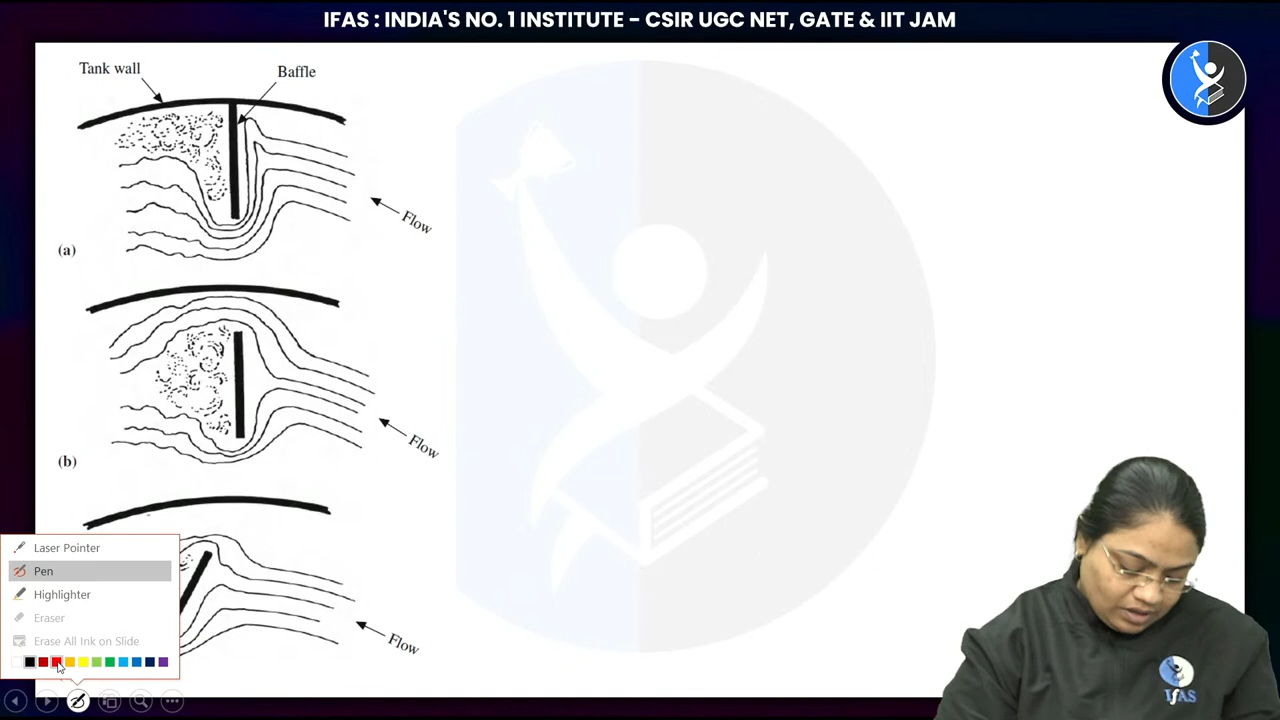 IFAS : INDIA'S NO. 1 INSTITUTE – CSIR UGC NET, GATE & IIT JAM
Tank wall
Baffle
Flow
(a)
Flow
(b)
Flow
Laser Pointer
Pen
Highlighter
Eraser
Erase All Ink on Slide
IFAS